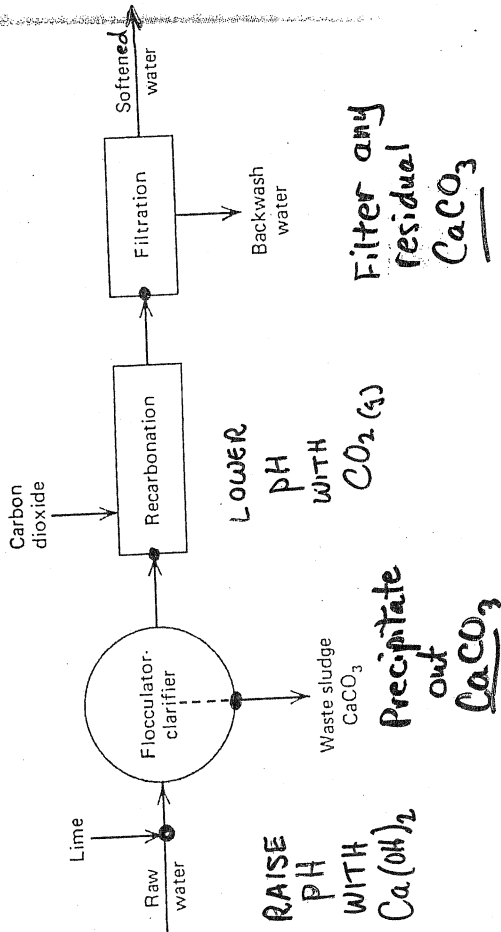 Lime
Raw
water
Flocculator-
clarifier
Waste sludge
CaCO₃
Carbon
dioxide
Recarbonation
Filtration
Backwash
water
Softened
water
RAISE
pH
WITH
Ca(OH)₂
Precipitate
out
CaCO₃
LOWER
pH
WITH
CO₂(g)
Filter any
residual
CaCO₃